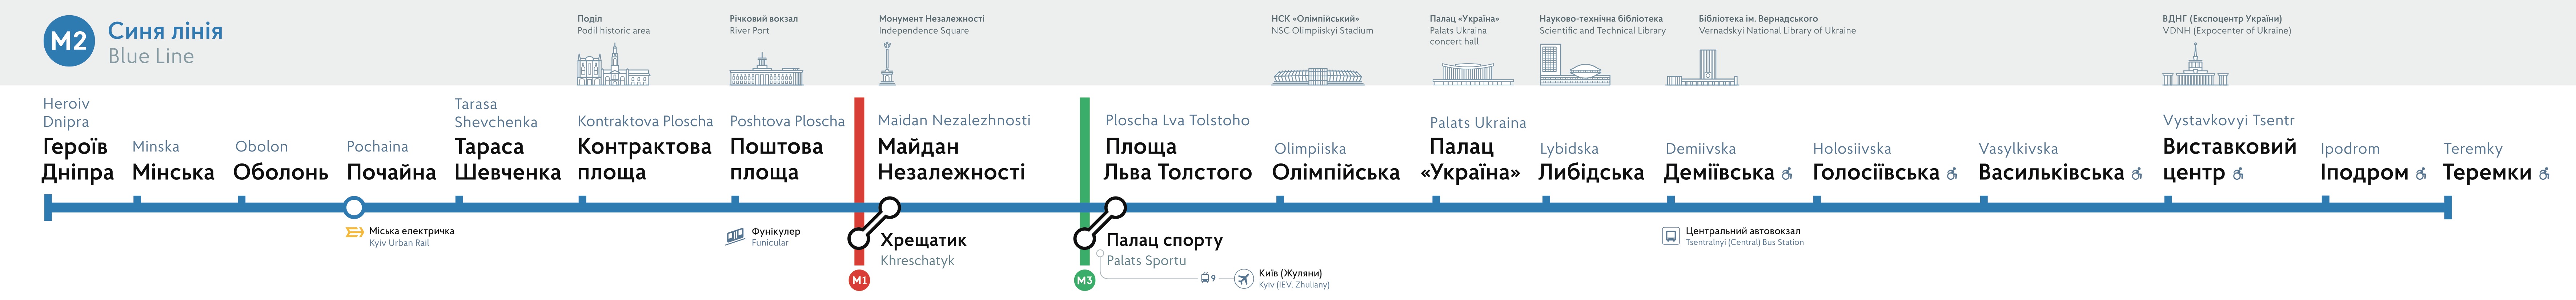 M2
Синя лінія
Blue Line
Поділ
Podil historic area
Річковий вокзал
River Port
Монумент Незалежності
Independence Square
НСК «Олімпійський»
NSC Olimpiiskyi Stadium
Палац «Україна»
Palats Ukraina
concert hall
Науково-технічна бібліотека
Scientific and Technical Library
Бібліотека ім. Вернадського
Vernadskyi National Library of Ukraine
ВДНГ (Експоцентр України)
VDNH (Expocenter of Ukraine)
Heroiv
Dnipra
Героїв
Дніпра
Minska
Мінська
Obolon
Оболонь
Pochaina
Почайна
Tarasa
Shevchenka
Тараса
Шевченка
Kontraktova Ploscha
Контрактова
площа
Poshtova Ploscha
Поштова
площа
Maidan Nezalezhnosti
Майдан
Незалежності
Ploscha Lva Tolstoho
Площа
Льва Толстого
Olimpiiska
Олімпійська
Palats Ukraina
Палац
«Україна»
Lybidska
Либідська
Demiivska
Деміївська
Holosiivska
Голосіївська
Vasylkivska
Васильківська
Vystavkovyi Tsentr
Виставковий
центр
Ipodrom
Іподром
Teremky
Теремки
Міська електричка
Kyiv Urban Rail
Фунікулер
Funicular
Хрещатик
Khreschatyk
M1
Палац спорту
Palats Sportu
M3
9
Київ (Жуляни)
Kyiv (IEV, Zhuliany)
Центральний автовокзал
Tsentralnyi (Central) Bus Station